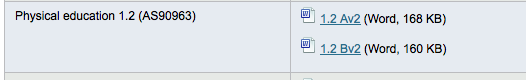 Physical education 1.2 (AS90963)
1.2 Av2 (Word, 168 KB)
1.2 Bv2 (Word, 160 KB)